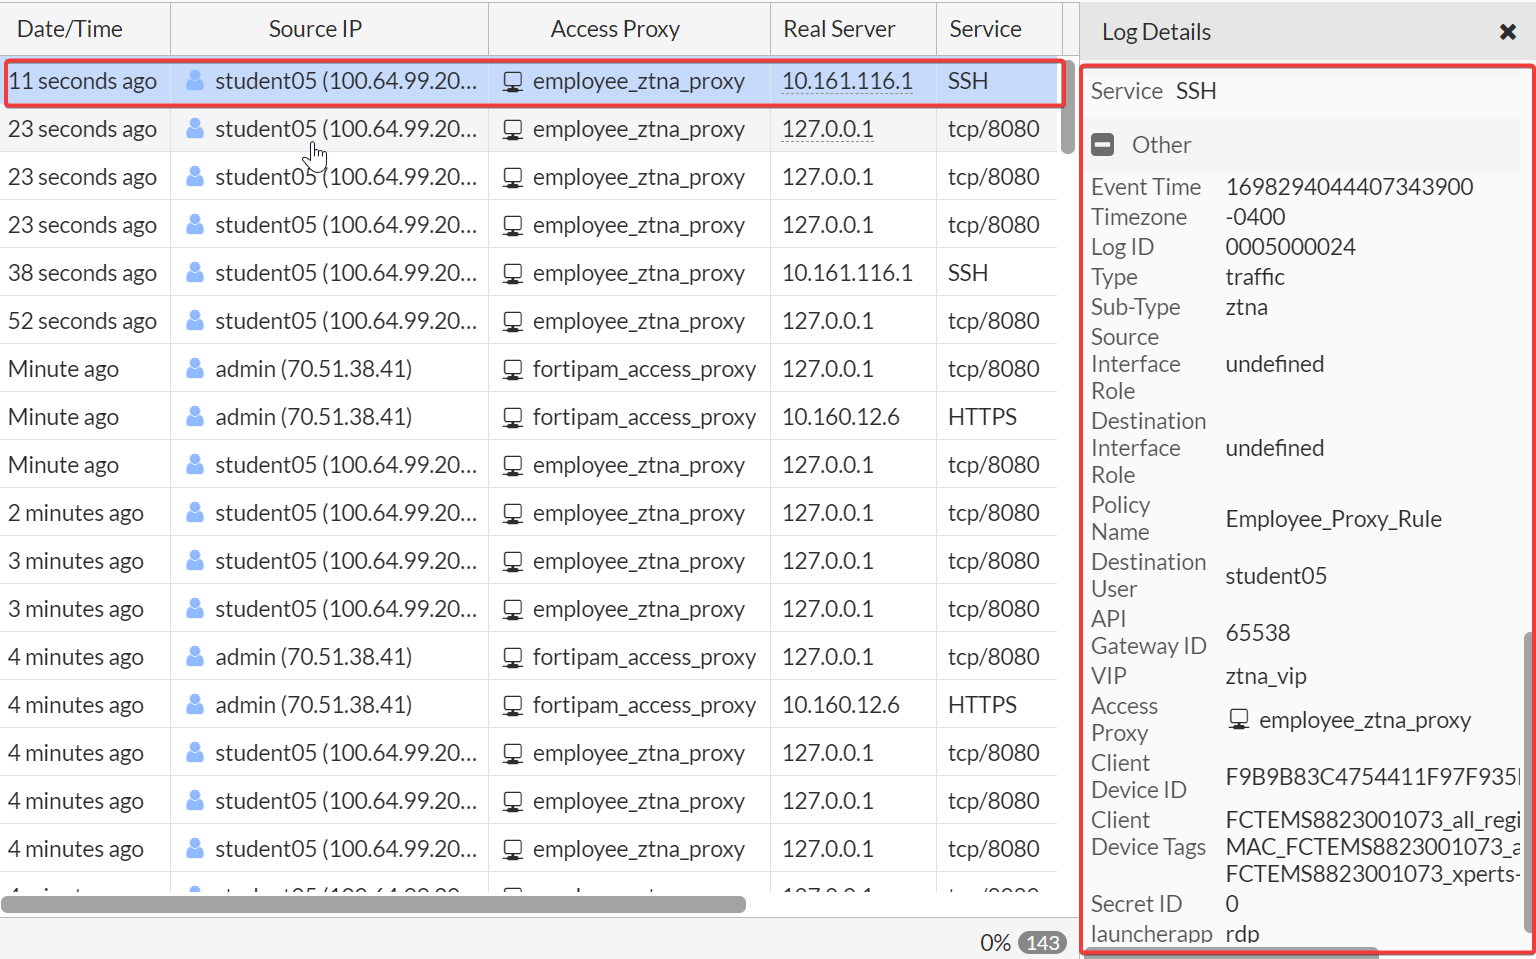 Date/Time Source IP Access Proxy Real Server Service
11 seconds ago student05 (100.64.99.20... employee_ztna_proxy 10.161.116.1 SSH
23 seconds ago student05 (100.64.99.20... employee_ztna_proxy 127.0.0.1 tcp/8080
23 seconds ago student05 (100.64.99.20... employee_ztna_proxy 127.0.0.1 tcp/8080
23 seconds ago student05 (100.64.99.20... employee_ztna_proxy 127.0.0.1 tcp/8080
38 seconds ago student05 (100.64.99.20... employee_ztna_proxy 10.161.116.1 SSH
52 seconds ago student05 (100.64.99.20... employee_ztna_proxy 127.0.0.1 tcp/8080
Minute ago admin (70.51.38.41) fortipam_access_proxy 127.0.0.1 tcp/8080
Minute ago admin (70.51.38.41) fortipam_access_proxy 10.160.12.6 HTTPS
Minute ago student05 (100.64.99.20... employee_ztna_proxy 127.0.0.1 tcp/8080
2 minutes ago student05 (100.64.99.20... employee_ztna_proxy 127.0.0.1 tcp/8080
3 minutes ago student05 (100.64.99.20... employee_ztna_proxy 127.0.0.1 tcp/8080
3 minutes ago student05 (100.64.99.20... employee_ztna_proxy 127.0.0.1 tcp/8080
4 minutes ago admin (70.51.38.41) fortipam_access_proxy 127.0.0.1 tcp/8080
4 minutes ago admin (70.51.38.41) fortipam_access_proxy 10.160.12.6 HTTPS
4 minutes ago student05 (100.64.99.20... employee_ztna_proxy 127.0.0.1 tcp/8080
4 minutes ago student05 (100.64.99.20... employee_ztna_proxy 127.0.0.1 tcp/8080
4 minutes ago student05 (100.64.99.20... employee_ztna_proxy 127.0.0.1 tcp/8080
0% 143
Log Details
Service SSH
Other
Event Time 1698294044407343900
Timezone -0400
Log ID 0005000024
Type traffic
Sub-Type ztna
Source
Interface undefined
Role
Destination
Interface undefined
Role
Policy
Name Employee_Proxy_Rule
Destination
User student05
API
Gateway ID 65538
VIP ztna_vip
Access
Proxy employee_ztna_proxy
Client
Device ID F9B9B83C4754411F97F935
Client FCTEMS8823001073_all_regi
Device Tags MAC_FCTEMS8823001073_a
FCTEMS8823001073_xperts-
Secret ID 0
launcherapp rdp